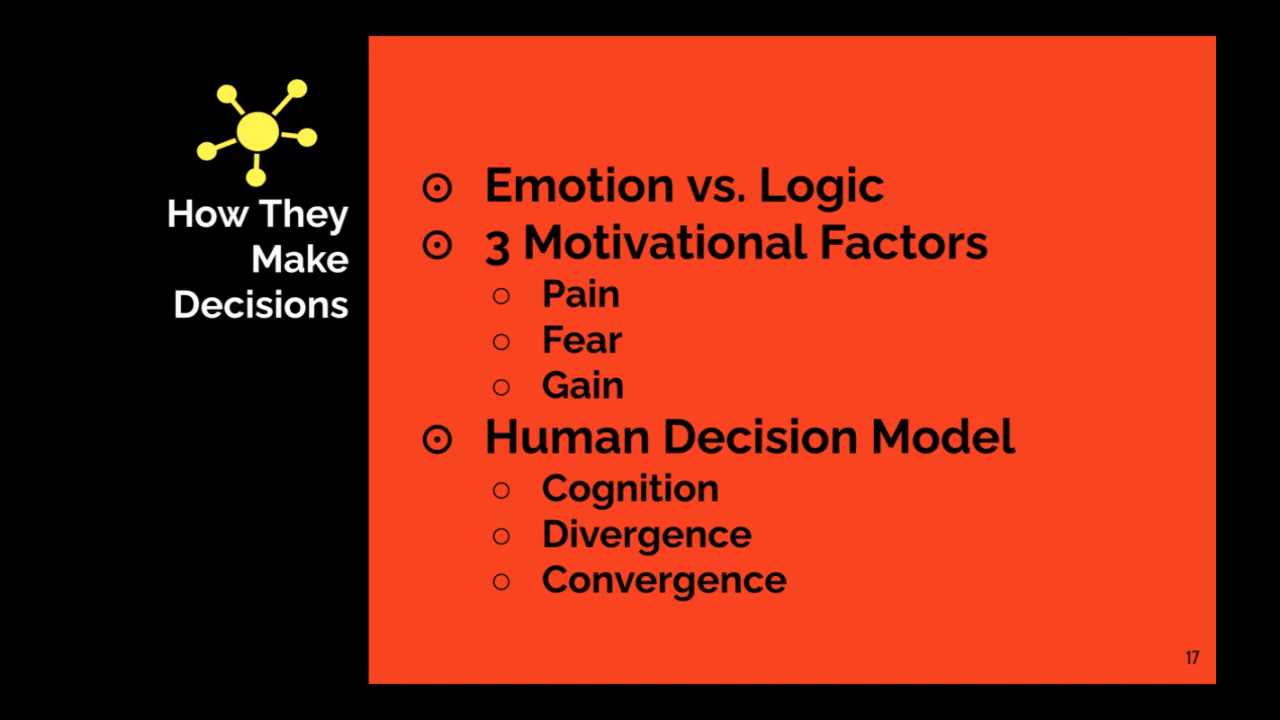 How They
Make
Decisions
Emotion vs. Logic
3 Motivational Factors
Pain
Fear
Gain
Human Decision Model
Cognition
Divergence
Convergence
17